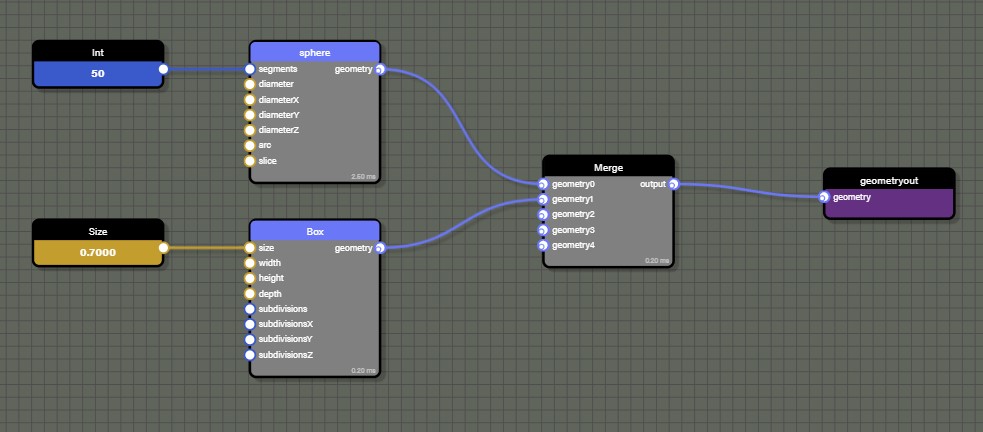 Int
50
sphere
segments geometry
diameter
diameterX
diameterY
diameterZ
arc
slice
2.60 ms
Size
0.7000
Box
size geometry
width
height
depth
subdivisions
subdivisionsX
subdivisionsY
subdivisionsZ
0.20 ms
Merge
geometry0 output
geometry1
geometry2
geometry3
geometry4
0.20 ms
geometryout
geometry